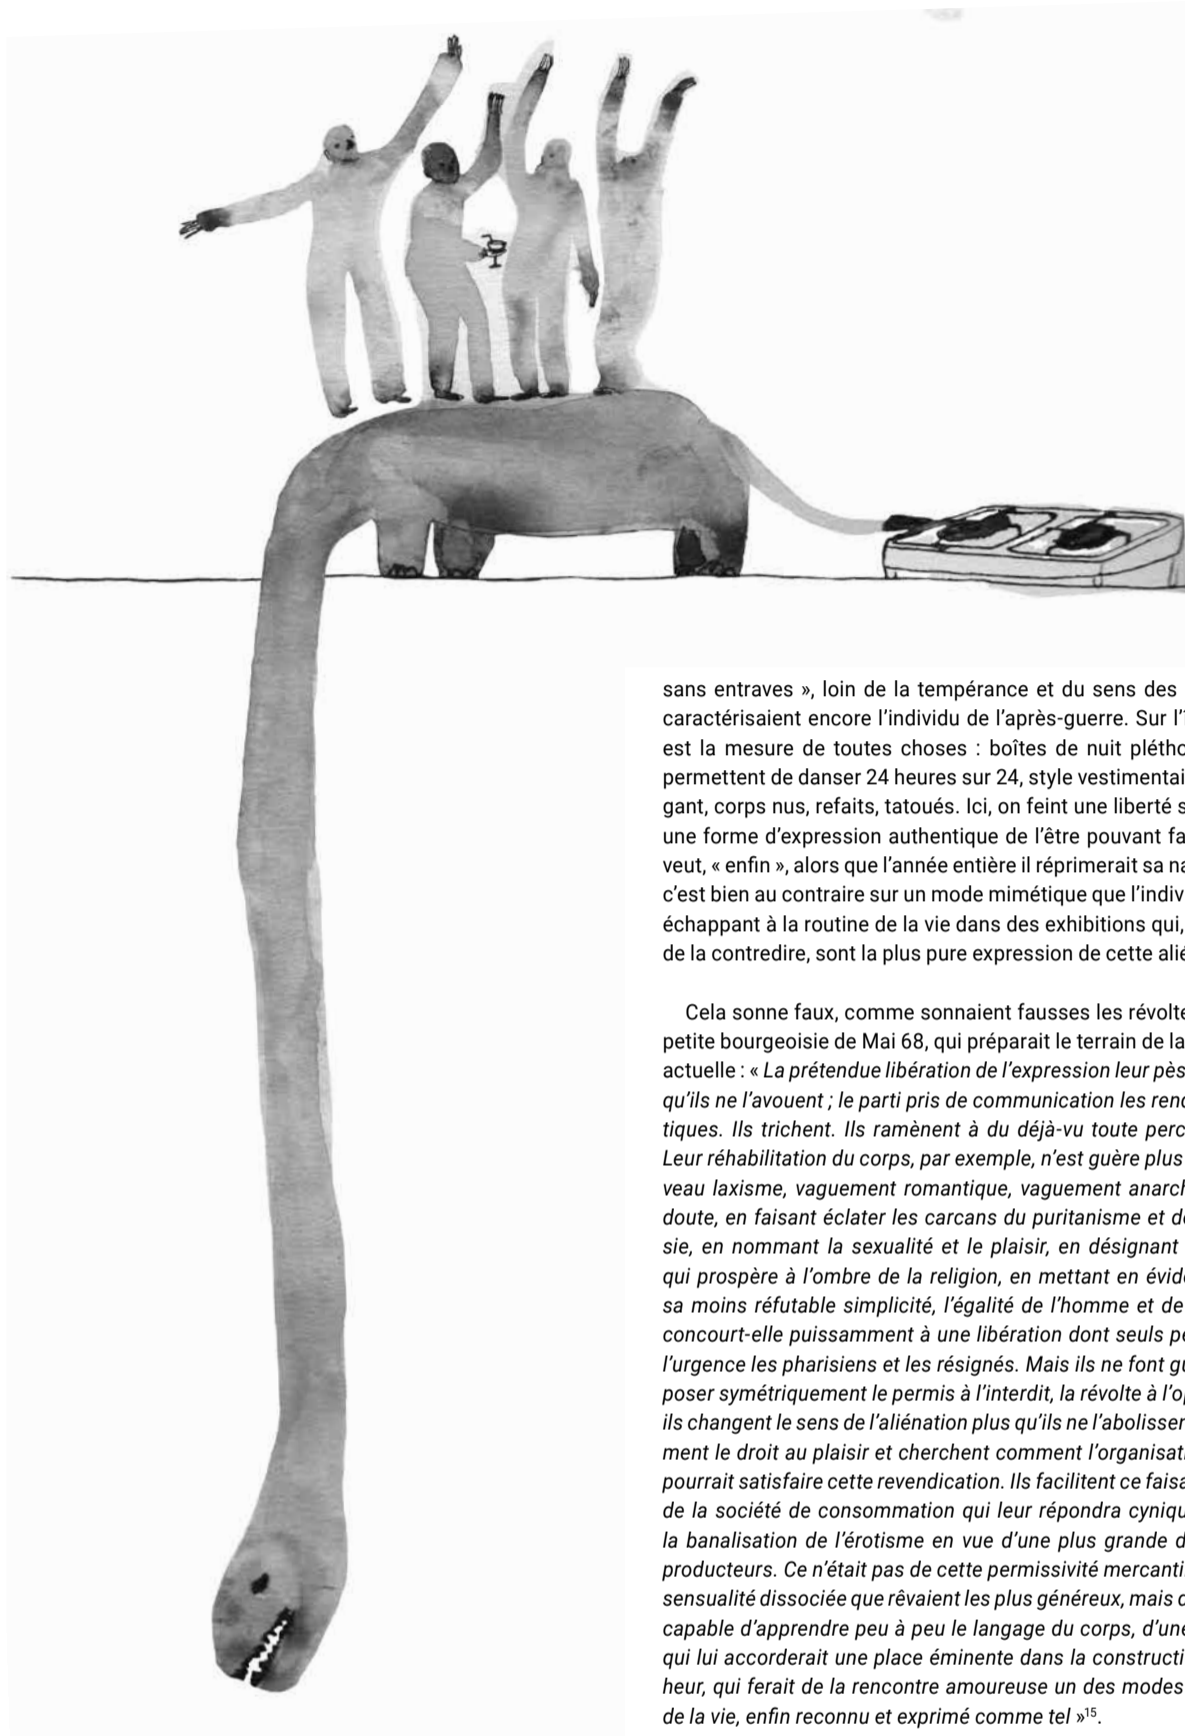 sans entraves », loin de la tempérance et du sens des
caractérisaient encore l'individu de l'après-guerre. Sur l'î
est la mesure de toutes choses : boîtes de nuit plétho
permettent de danser 24 heures sur 24, style vestimentai
gant, corps nus, refaits, tatoués. Ici, on feint une liberté s
une forme d'expression authentique de l'être pouvant fa
veut, « enfin », alors que l'année entière il réprimerait sa na
c'est bien au contraire sur un mode mimétique que l'indiv
échappant à la routine de la vie dans des exhibitions qui,
de la contredire, sont la plus pure expression de cette alié
Cela sonne faux, comme sonnaient fausses les révolte
petite bourgeoisie de Mai 68, qui préparait le terrain de la
actuelle : « La prétendue libération de l'expression leur pès
qu'ils ne l'avouent ; le parti pris de communication les renc
tiques. Ils trichent. Ils ramènent à du déjà-vu toute perc
Leur réhabilitation du corps, par exemple, n'est guère plus
veau laxisme, vaguement romantique, vaguement anarch
doute, en faisant éclater les carcans du puritanisme et de
sie, en nommant la sexualité et le plaisir, en désignant
qui prospère à l'ombre de la religion, en mettant en évide
sa moins réfutable simplicité, l'égalité de l'homme et de
concourt-elle puissamment à une libération dont seuls pe
l'urgence les pharisiens et les résignés. Mais ils ne font gu
poser symétriquement le permis à l'interdit, la révolte à l'op
ils changent le sens de l'aliénation plus qu'ils ne l'abolissen
ment le droit au plaisir et cherchent comment l'organisati
pourrait satisfaire cette revendication. Ils facilitent ce faisa
de la société de consommation qui leur répondra cyniqu
la banalisation de l'érotisme en vue d'une plus grande d
producteurs. Ce n'était pas de cette permissivité mercanti
sensualité dissociée que rêvaient les plus généreux, mais d
capable d'apprendre peu à peu le langage du corps, d'une
qui lui accorderait une place éminente dans la constructi
heur, qui ferait de la rencontre amoureuse un des modes
de la vie, enfin reconnu et exprimé comme tel »¹⁵.